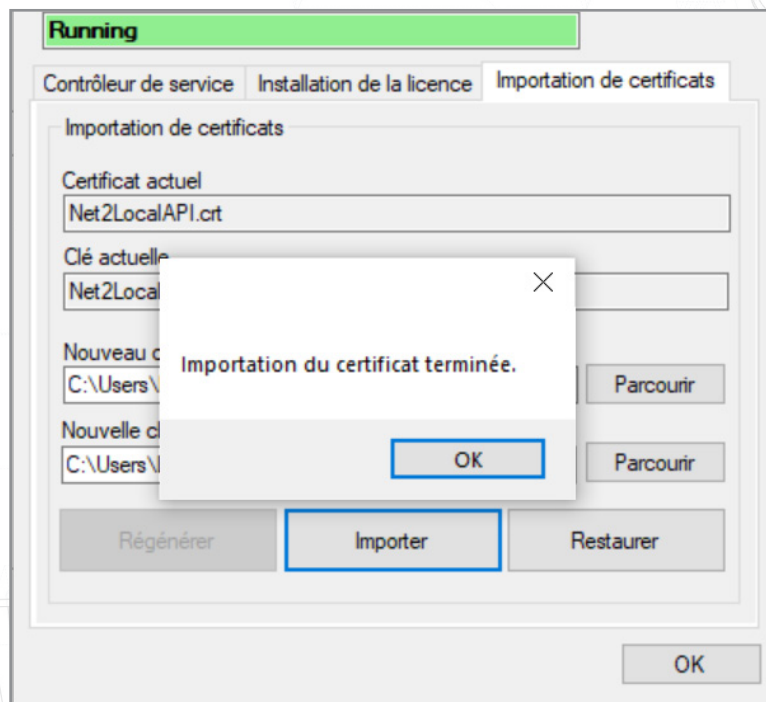 Running
Contrôleur de service
Installation de la licence
Importation de certificats
Importation de certificats
Certificat actuel
Net2LocalAPI.crt
Clé actuelle
Net2Local
Importation du certificat terminée.
OK
Nouveau
C:\Users\
Parcourir
Nouvelle
C:\Users\
Parcourir
Régénérer
Importer
Restaurer
OK